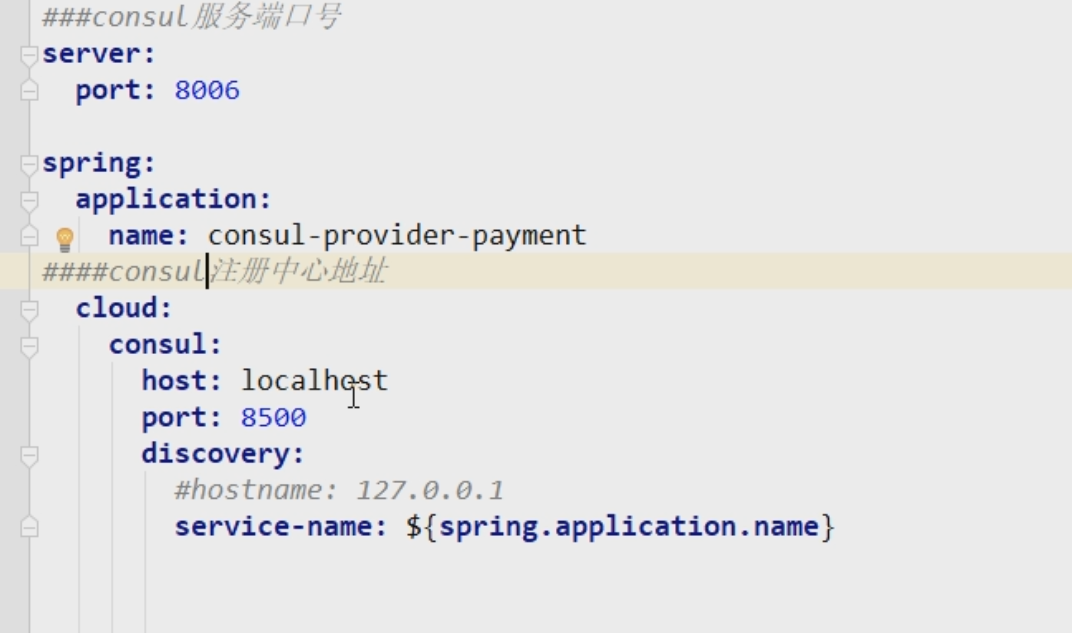 ###consul服务端口号
server:
  port: 8006
spring:
  application:
    name: consul-provider-payment
####consul注册中心地址
  cloud:
    consul:
      host: localhost
      port: 8500
      discovery:
        #hostname: 127.0.0.1
        service-name: ${spring.application.name}